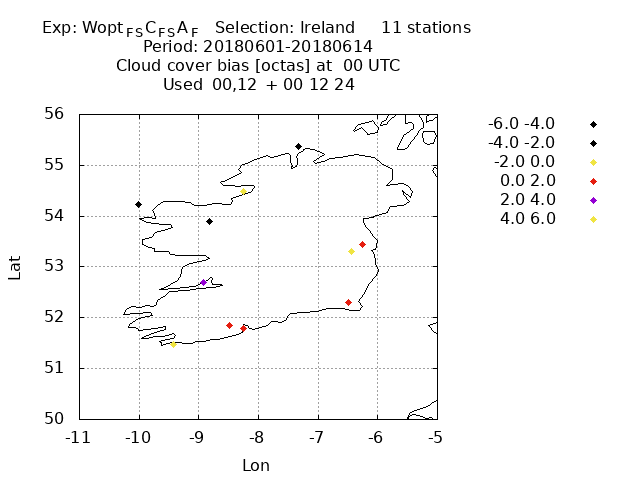 Exp: Wopt_FS C_FS A_F Selection: Ireland 11 stations
Period: 20180601-20180614
Cloud cover bias [octas] at 00 UTC
Used 00,12 + 00 12 24
-6.0 -4.0
-4.0 -2.0
-2.0 0.0
0.0 2.0
2.0 4.0
4.0 6.0
56
55
54
53
52
51
50
Lat
-11 -10 -9 -8 -7 -6 -5
Lon